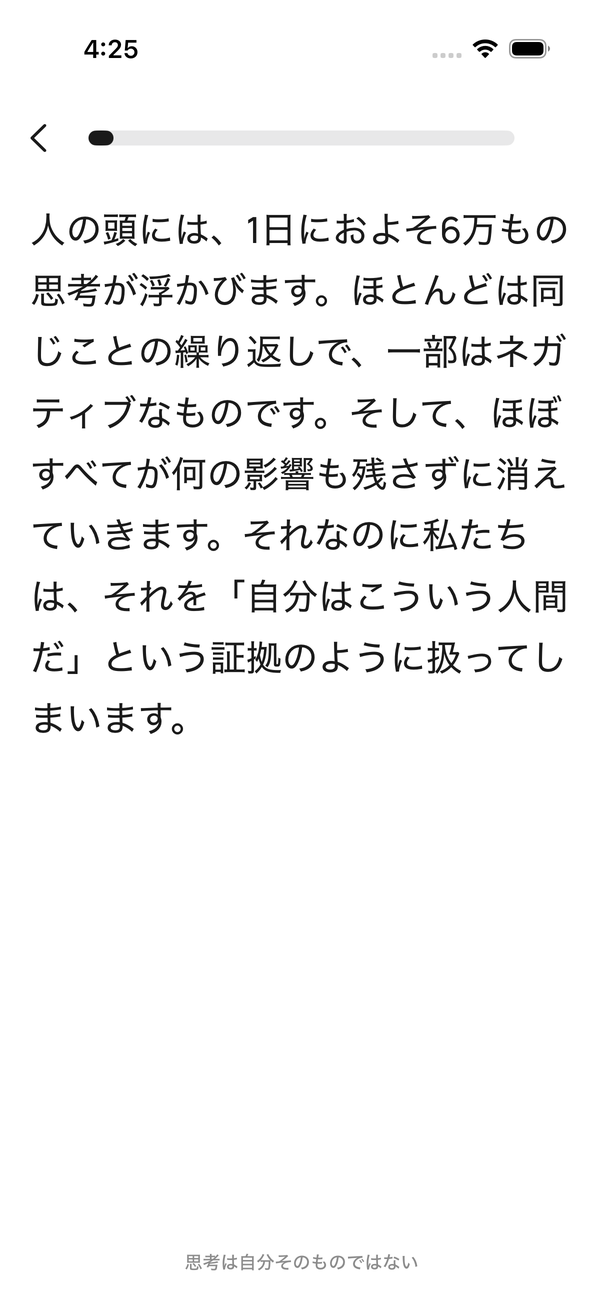 4:25
人の頭には、1日におよそ6万もの
思考が浮かびます。ほとんどは同
じことの繰り返しで、一部はネガ
ティブなものです。そして、ほぼ
すべてが何の影響も残さずに消え
ていきます。それなのに私たち
は、それを「自分はこういう人間
だ」という証拠のように扱ってし
まいます。
思考は自分そのものではない